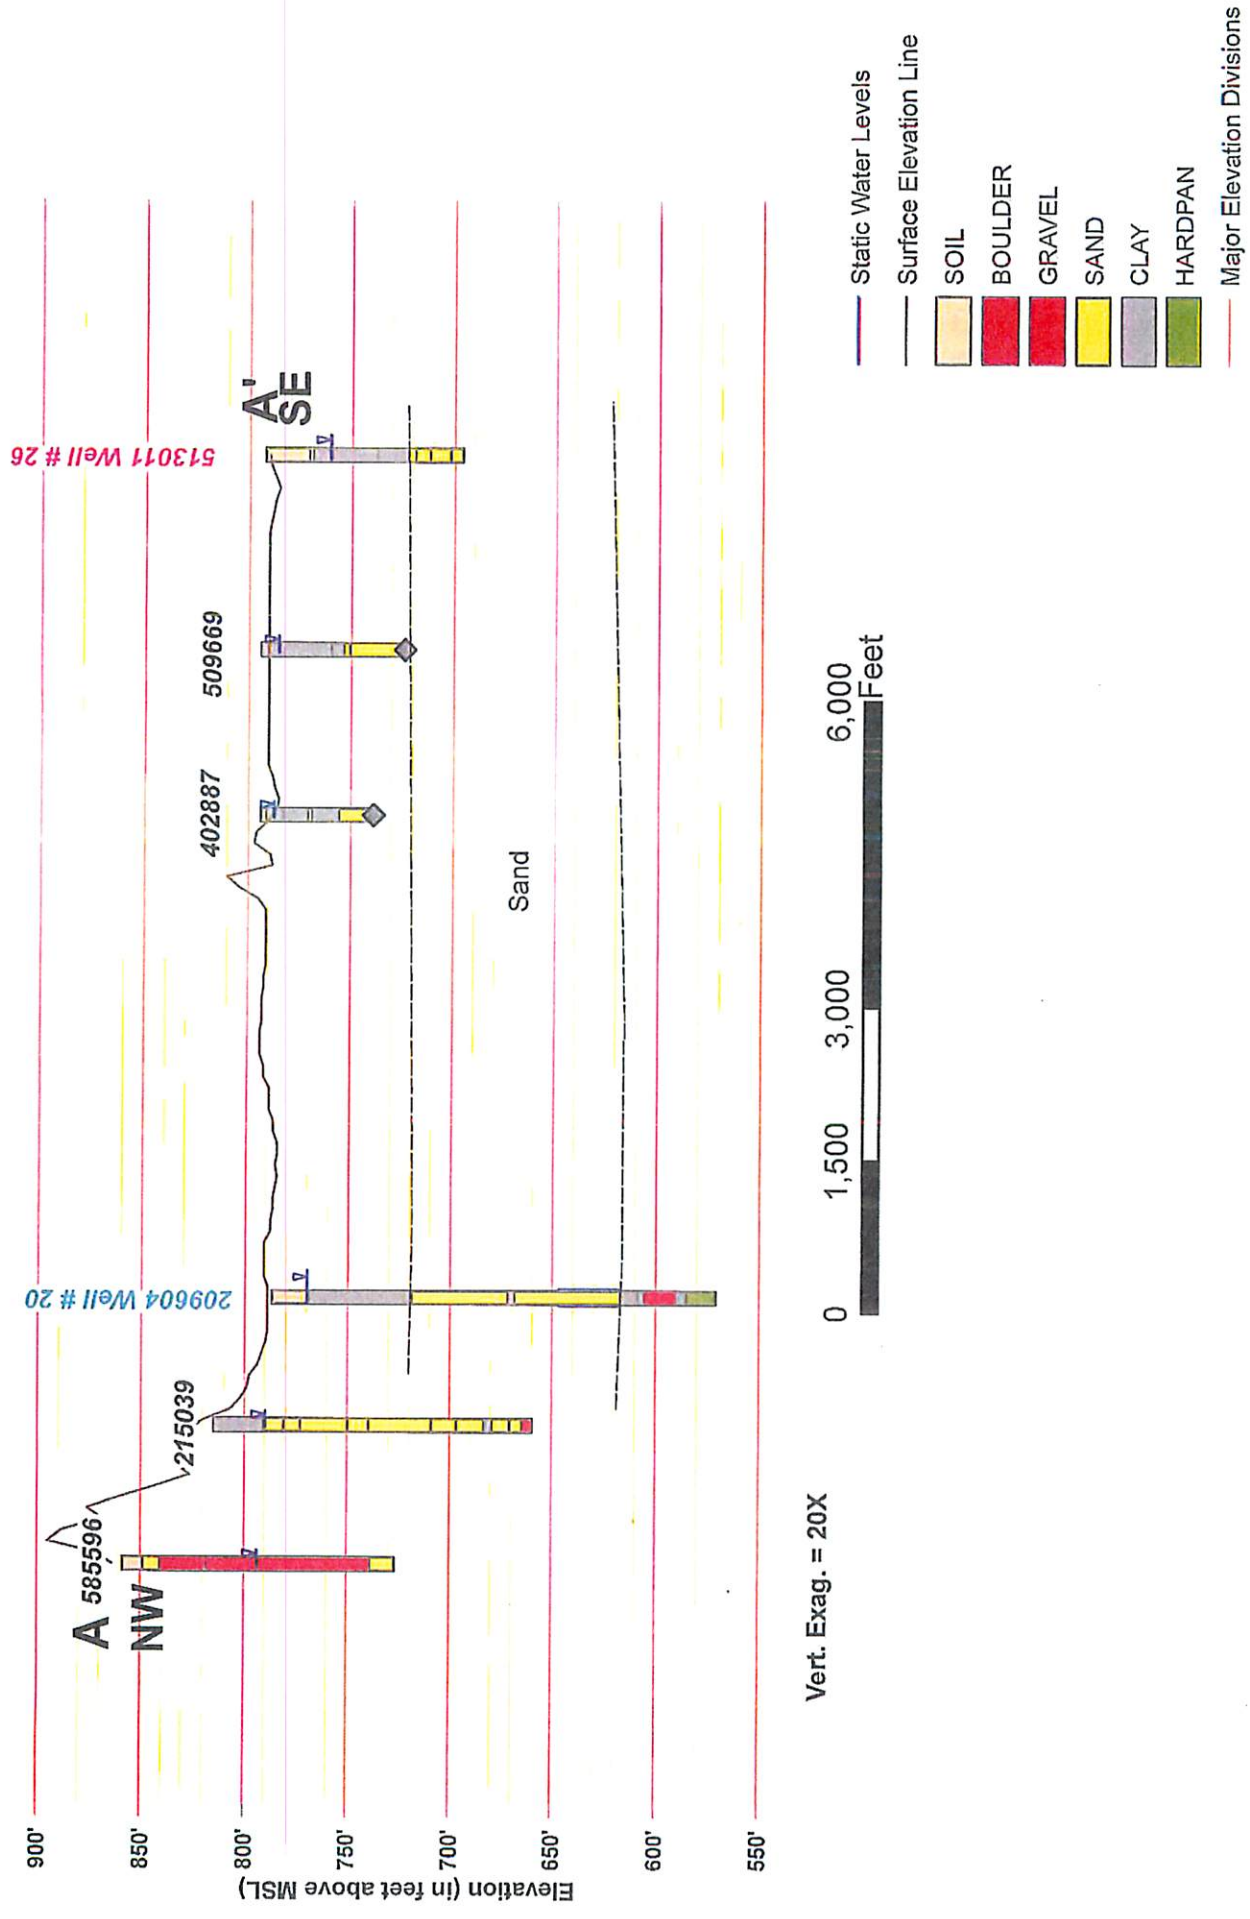 513011 Well # 26
209604 Well # 20
A
NW
A'
SE
585596
215039
402887
509669
900'
850'
800'
750'
700'
650'
600'
550'
Elevation (in feet above MSL)
Sand
Vert. Exag. = 20X
0
1,500
3,000
6,000
Feet
Static Water Levels
Surface Elevation Line
SOIL
BOULDER
GRAVEL
SAND
CLAY
HARDPAN
Major Elevation Divisions